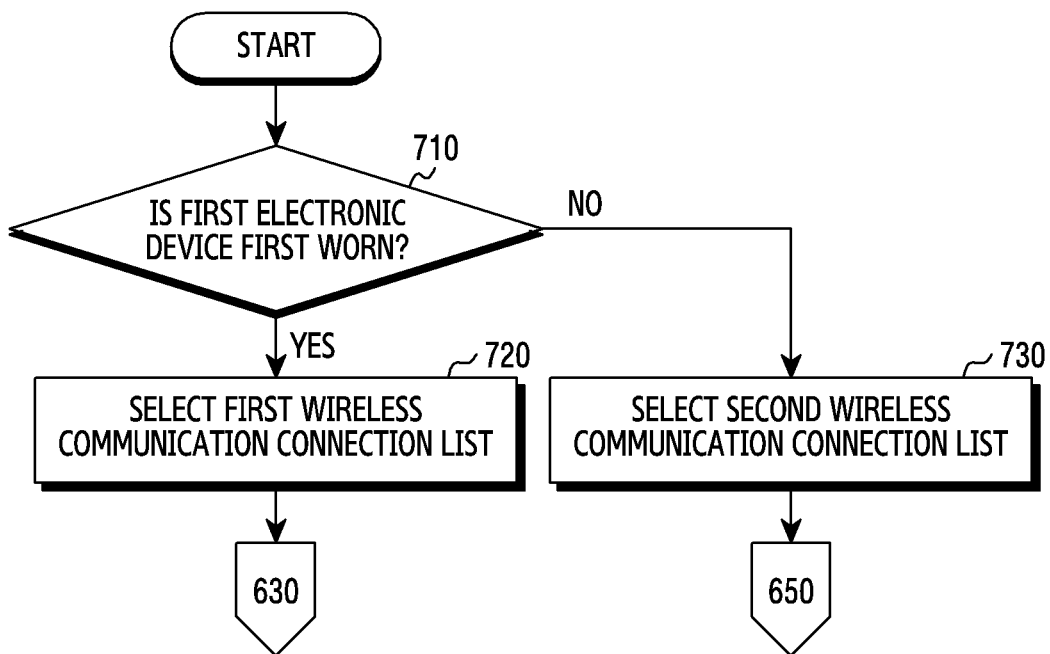 START
710
IS FIRST ELECTRONIC
DEVICE FIRST WORN?
NO
YES
720
SELECT FIRST WIRELESS
COMMUNICATION CONNECTION LIST
730
SELECT SECOND WIRELESS
COMMUNICATION CONNECTION LIST
630
650